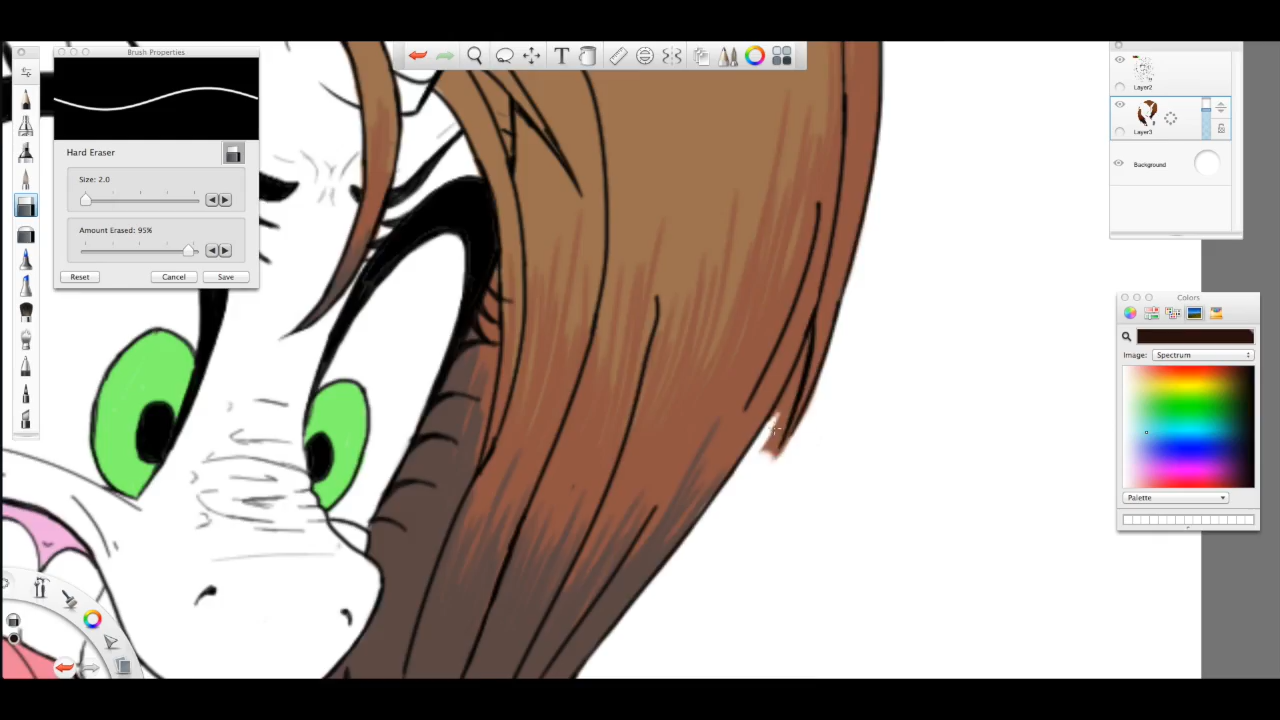 Brush Properties
Hard Eraser
Size: 2.0
Amount Erased: 95%
Reset
Cancel
Save
T
Layer2
Layer3
Background
Colors
Image:
Spectrum
Palette